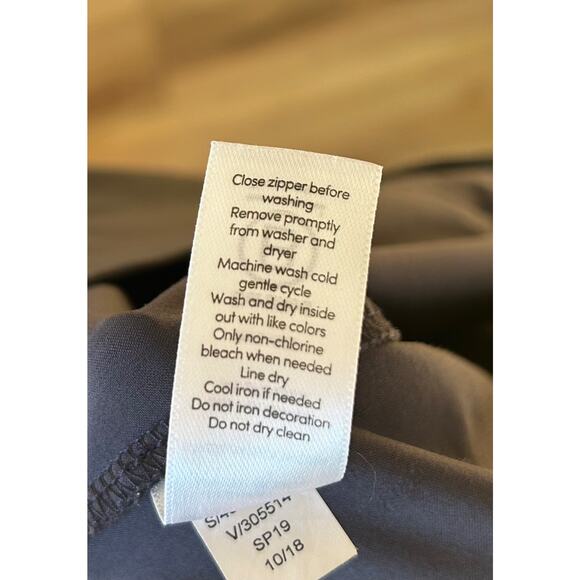 Close zipper before
washing
Remove promptly
from washer and
dryer
Machine wash cold
gentle cycle
Wash and dry inside
out with like colors
Only non-chlorine
bleach when needed
Line dry
Cool iron if needed
Do not iron decoration
Do not dry clean
V/305514
SP19
10/18